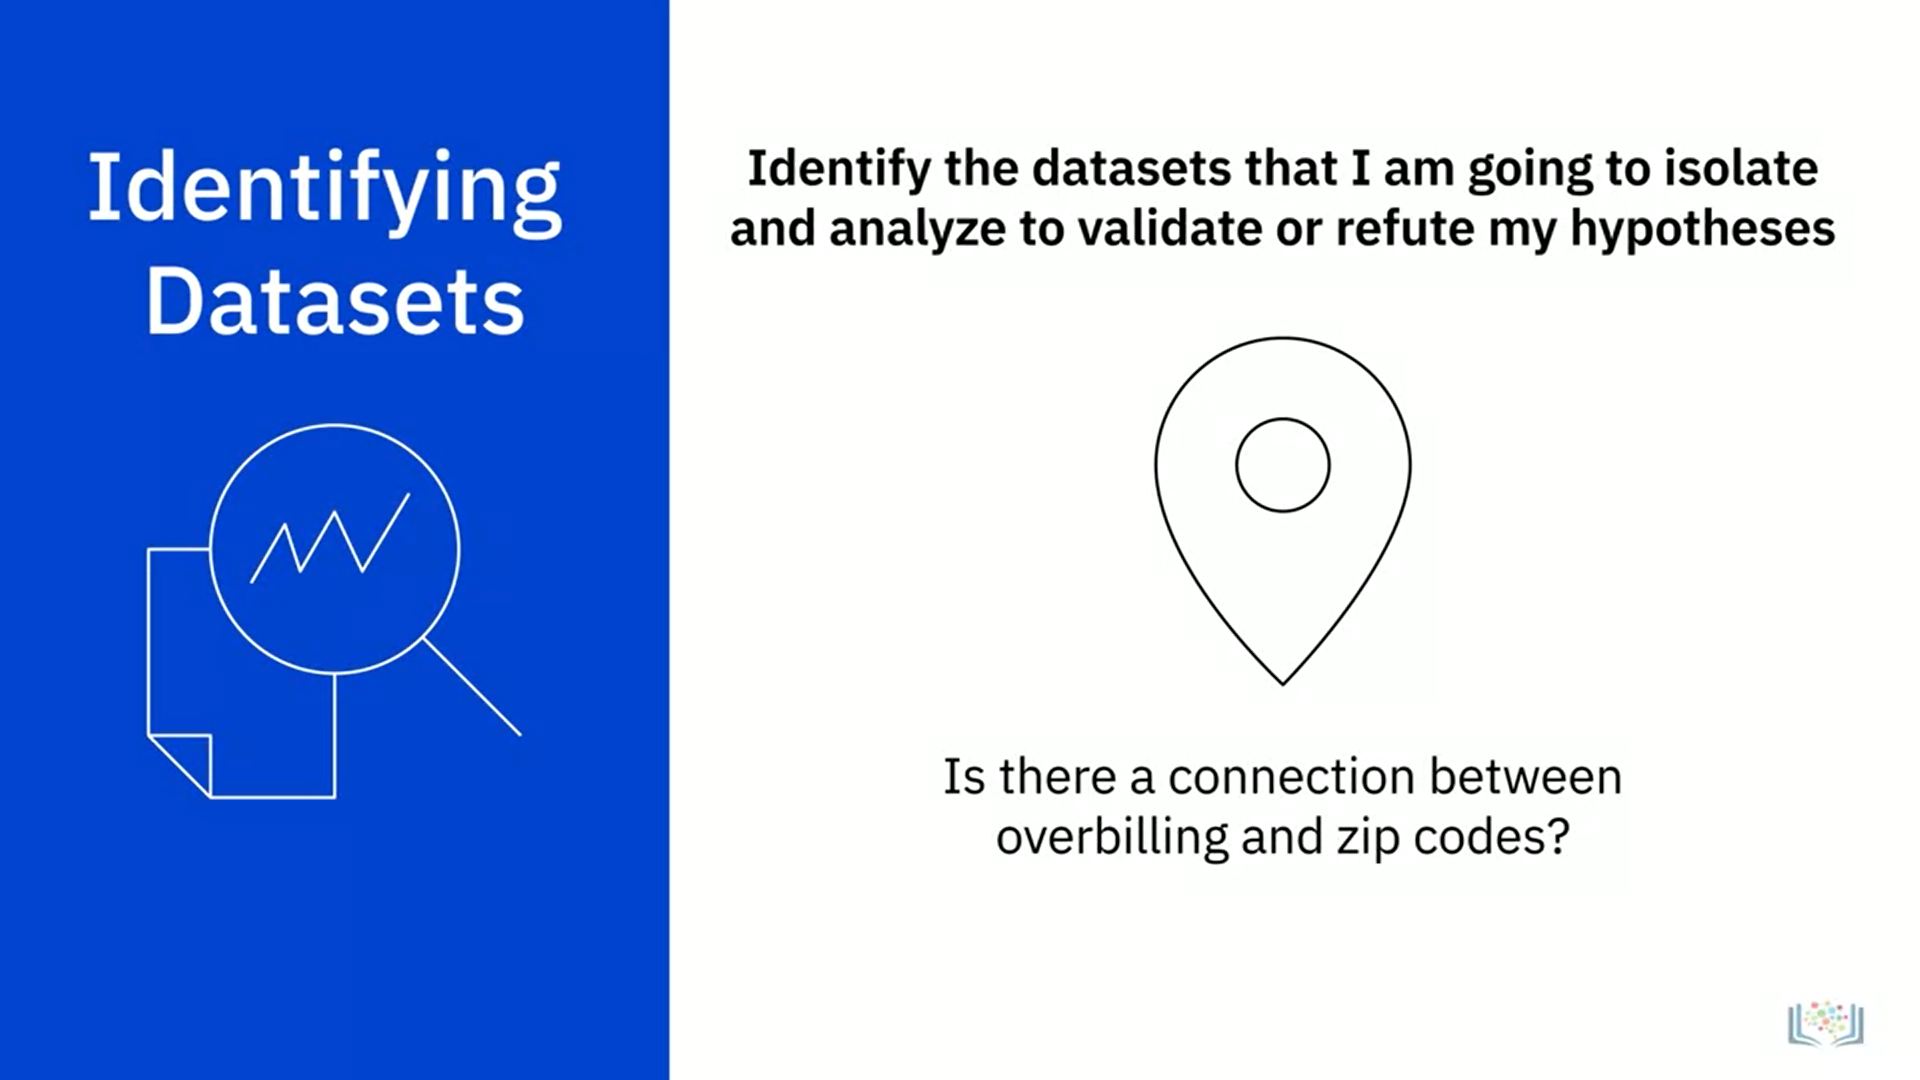 Identifying
Datasets
Identify the datasets that I am going to isolate
and analyze to validate or refute my hypotheses
Is there a connection between
overbilling and zip codes?